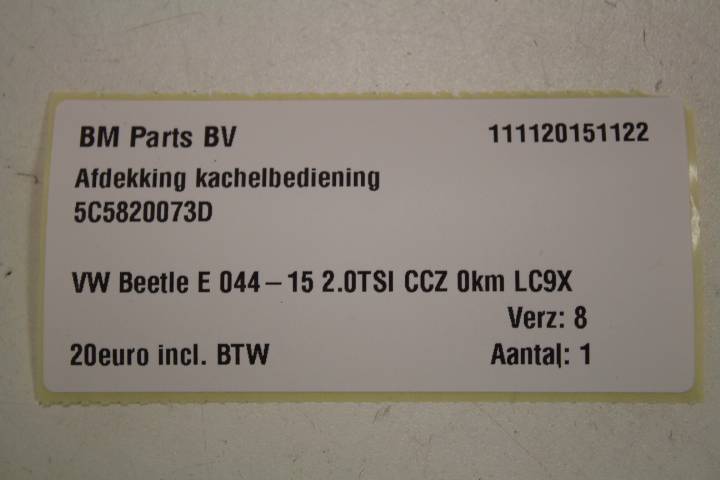 BM Parts BV 111120151122
Afdekking kachelbediening
5C5820073D
VW Beetle E 044-15 2.0TSI CCZ 0km LC9X
Verz: 8
20euro incl. BTW Aantal: 1